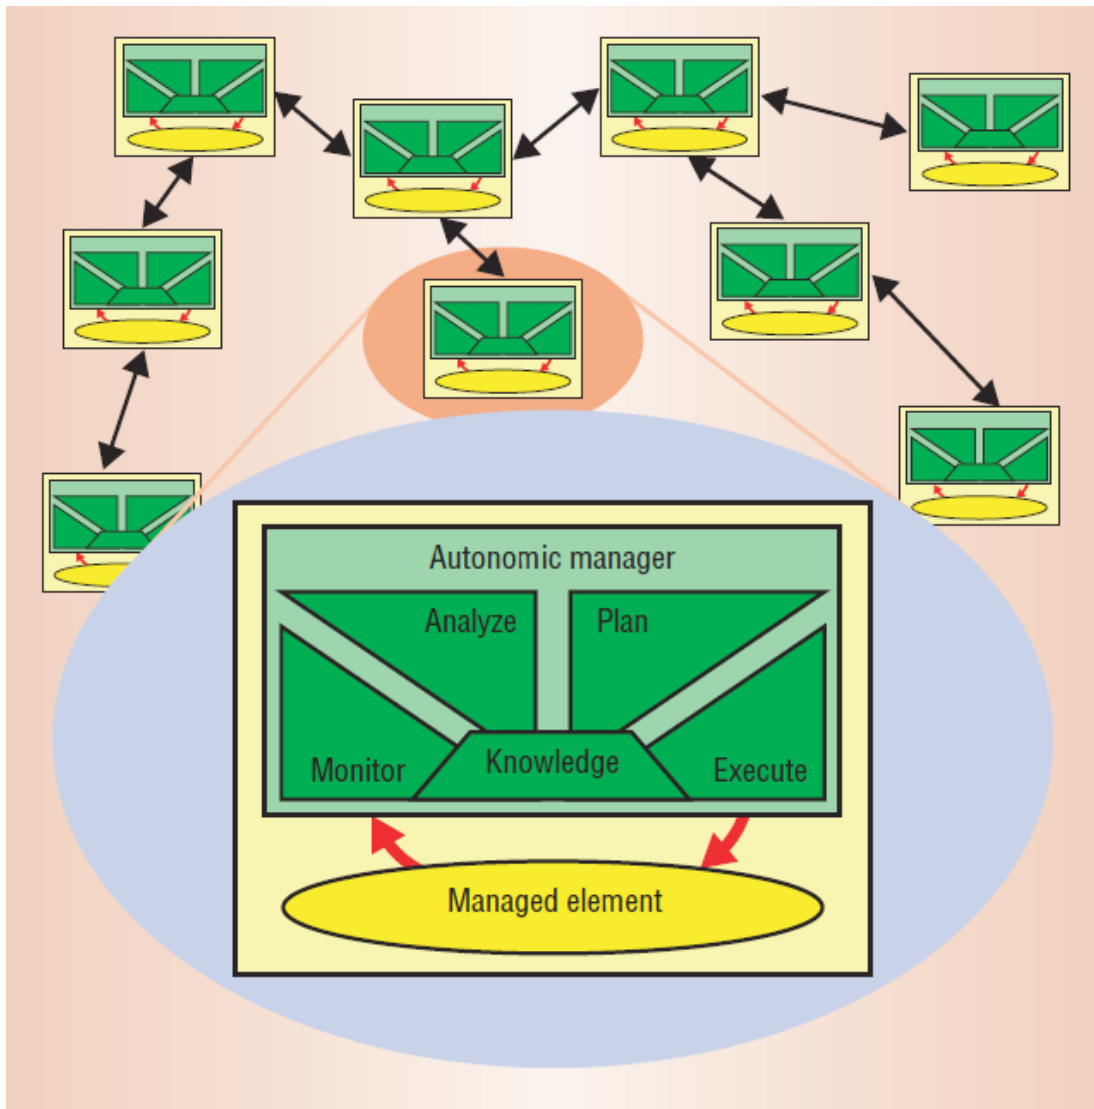 Autonomic manager
Analyze
Plan
Monitor
Knowledge
Execute
Managed element